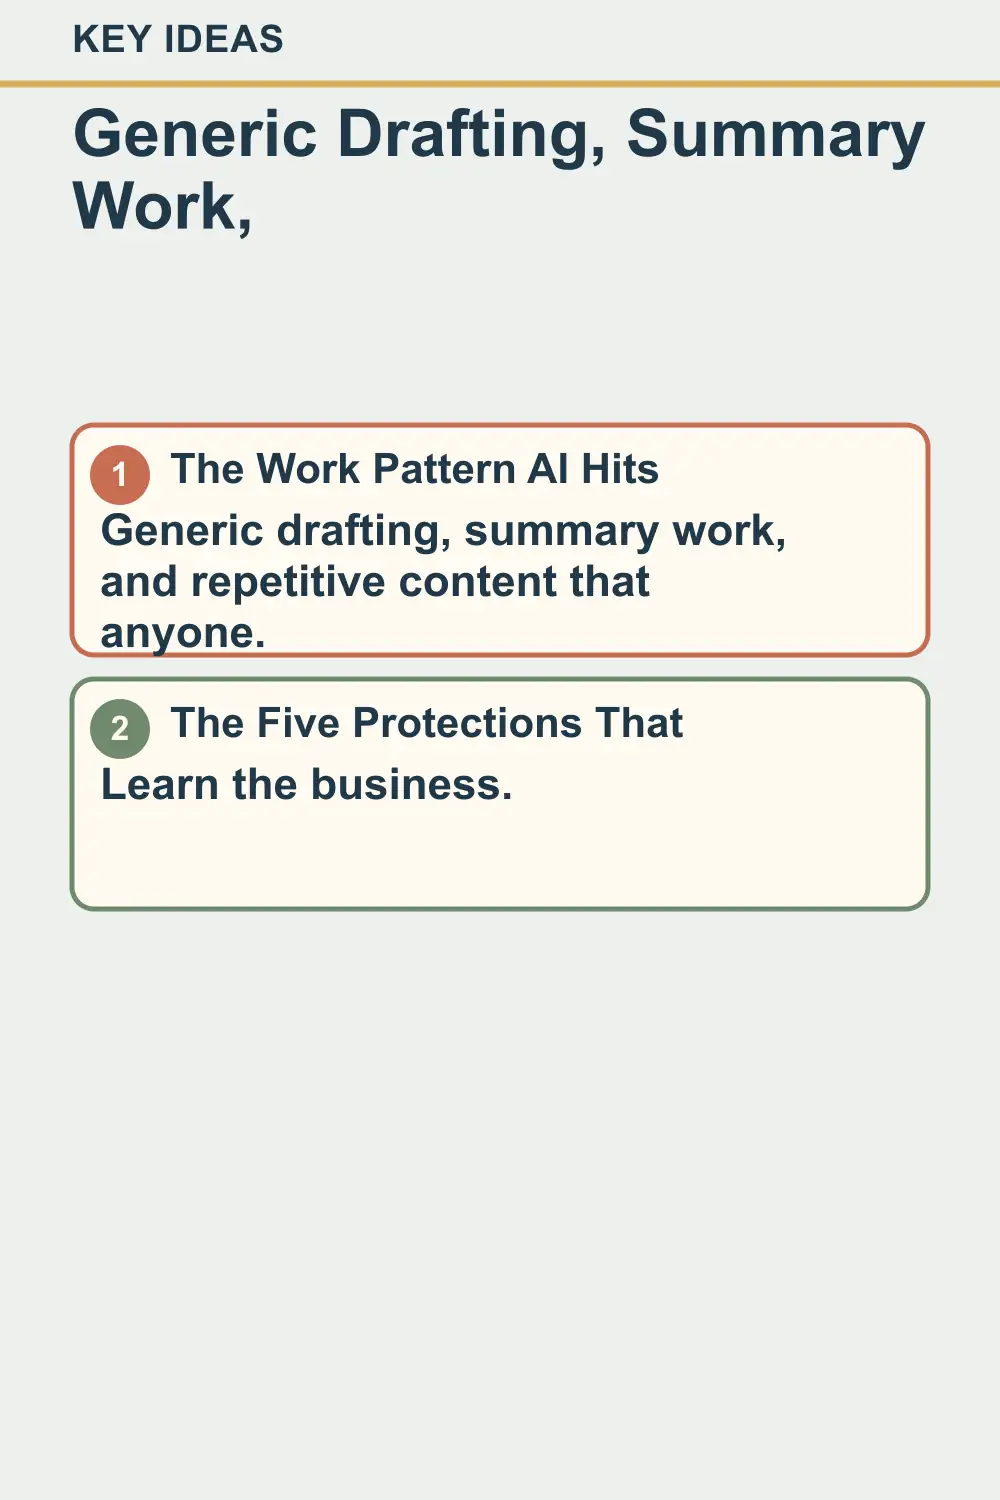 KEY IDEAS
Generic Drafting, Summary
Work,
1 The Work Pattern AI Hits
Generic drafting, summary work,
and repetitive content that
anyone.
2 The Five Protections That
Learn the business.